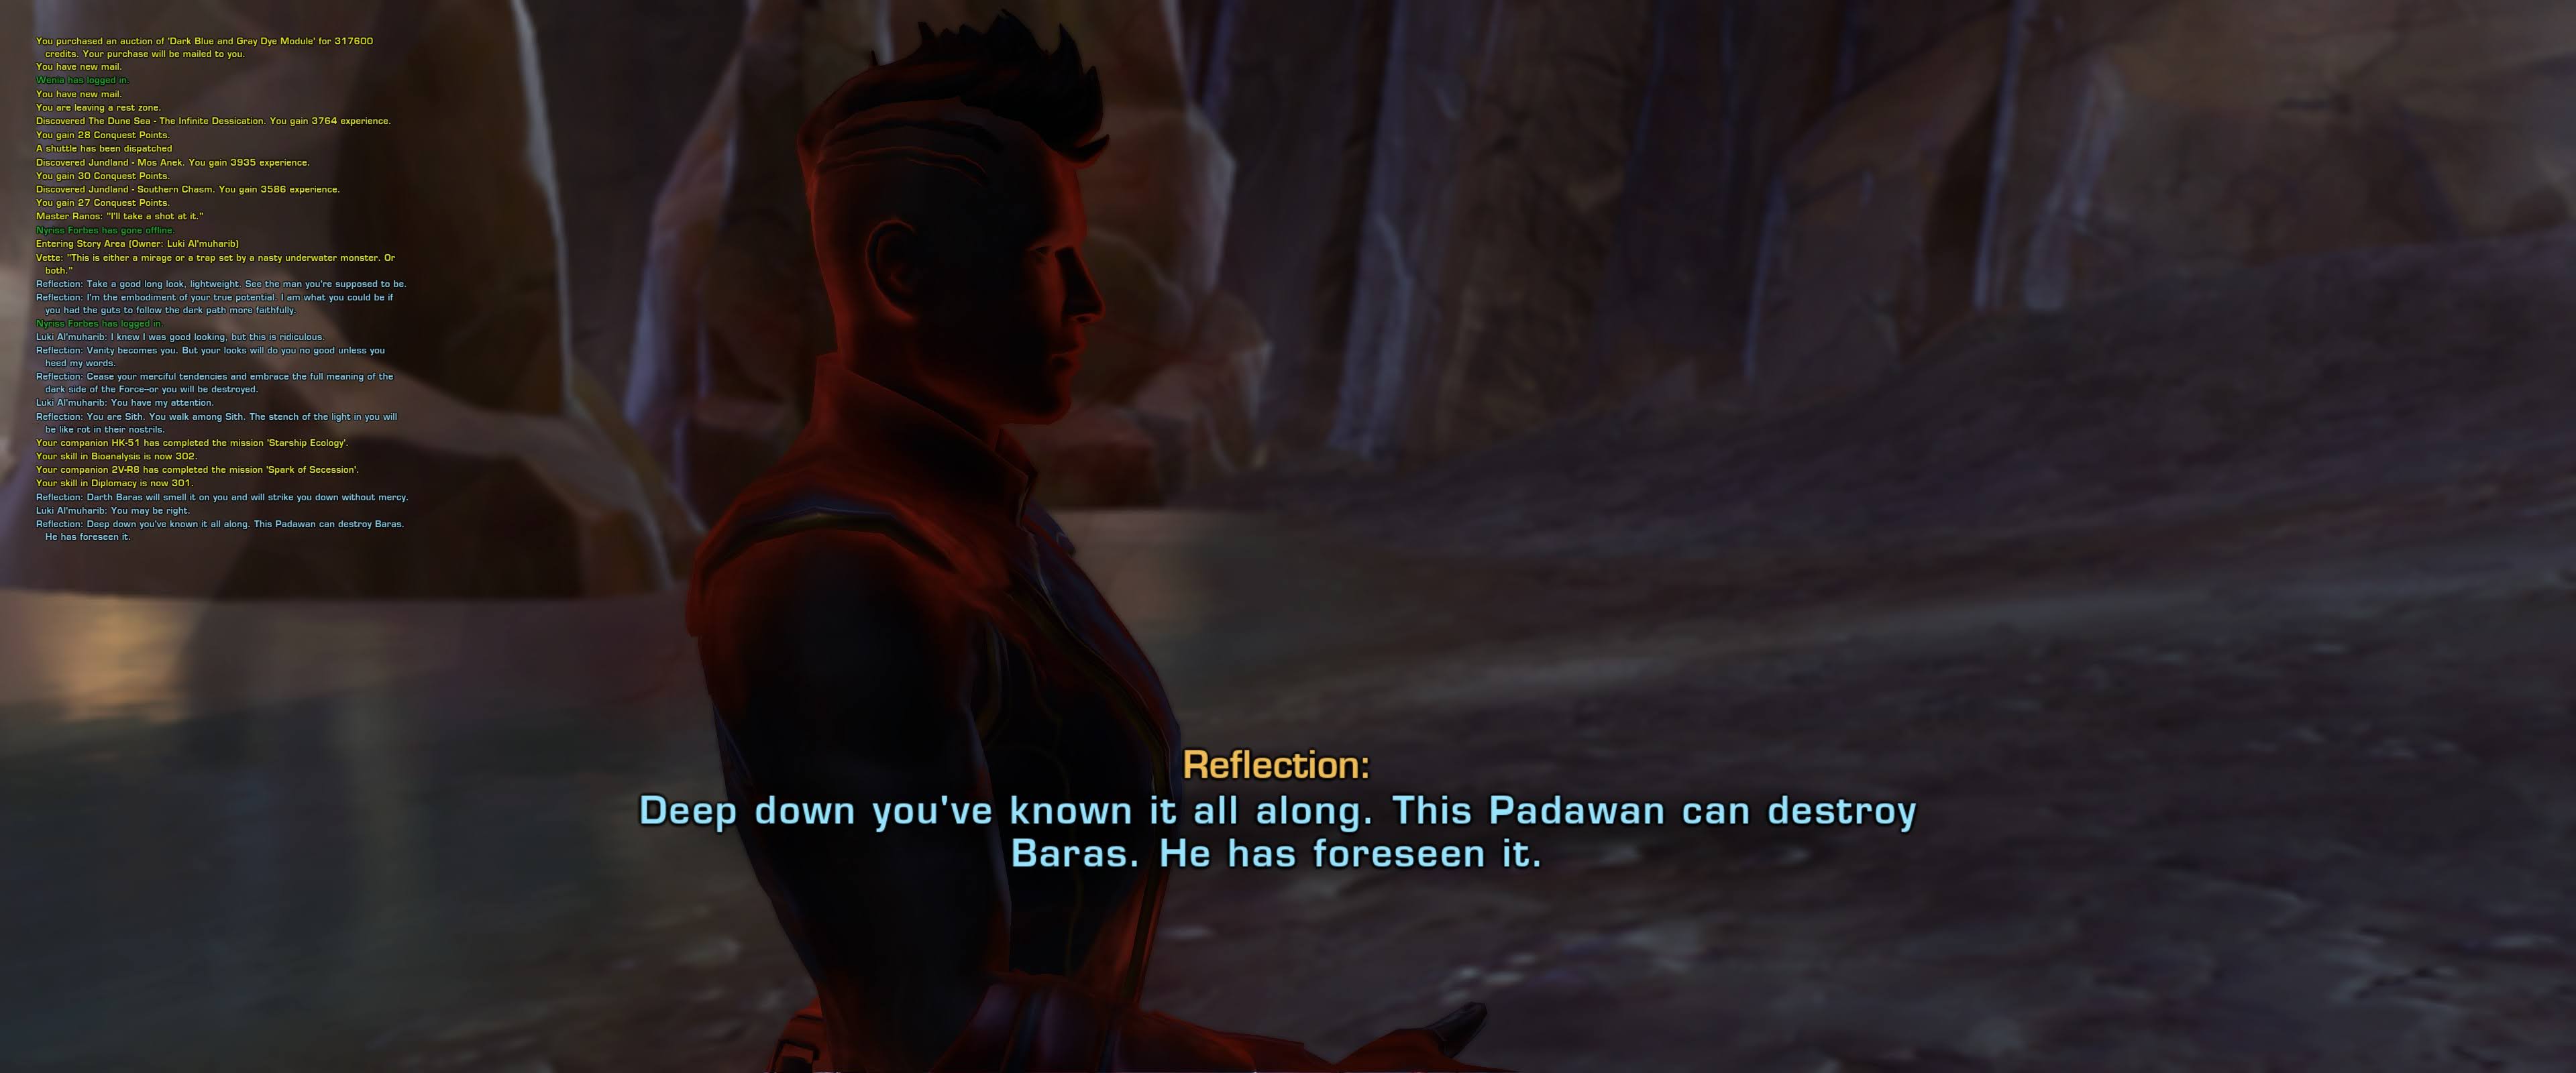 You purchased an auction of 'Dark Blue and Gray Dye Module' for 317600
credits. Your purchase will be mailed to you.
You have new mail.
Wenia has logged in.
You have new mail.
You are leaving a rest zone.
Discovered The Dune Sea - The Infinite Dessication. You gain 3764 experience.
You gain 28 Conquest Points.
A shuttle has been dispatched
Discovered Jundland - Mos Anek. You gain 3935 experience.
You gain 30 Conquest Points.
Discovered Jundland - Southern Chasm. You gain 3586 experience.
You gain 27 Conquest Points.
Master Ranos: "I'll take a shot at it."
Nyriss Forbes has gone offline.
Entering Story Area (Owner: Luki Al'muharib)
Vette: "This is either a mirage or a trap set by a nasty underwater monster. Or
both."
Reflection: Take a good long look, lightweight. See the man you're supposed to be.
Reflection: I'm the embodiment of your true potential. I am what you could be if
you had the guts to follow the dark path more faithfully.
Nyriss Forbes has logged in.
Luki Al'muharib: I knew I was good looking, but this is ridiculous.
Reflection: Vanity becomes you. But your looks will do you no good unless you
heed my words.
Reflection: Cease your merciful tendencies and embrace the full meaning of the
dark side of the Force–or you will be destroyed.
Luki Al'muharib: You have my attention.
Reflection: You are Sith. You walk among Sith. The stench of the light in you will
be like rot in their nostrils.
Your companion HK-51 has completed the mission 'Starship Ecology'.
Your skill in Bioanalysis is now 302.
Your companion 2V-R8 has completed the mission 'Spark of Secession'.
Your skill in Diplomacy is now 301.
Reflection: Darth Baras will smell it on you and will strike you down without mercy.
Luki Al'muharib: You may be right.
Reflection: Deep down you've known it all along. This Padawan can destroy Baras.
He has foreseen it.
Reflection:
Deep down you've known it all along. This Padawan can destroy
Baras. He has foreseen it.